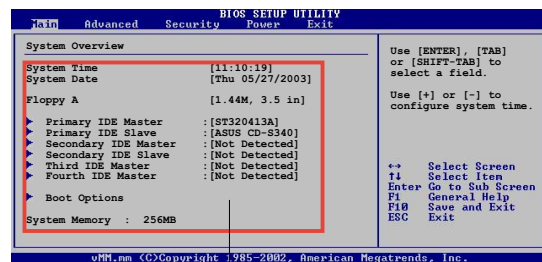 BIOS SETUP UTILITY
Main Advanced Security Power Exit
System Overview
System Time [11:10:19]
System Date [Thu 05/27/2003]
Floppy A [1.44M, 3.5 in]
Primary IDE Master :[ST320413A]
Primary IDE Slave :[ASUS CD-S340]
Secondary IDE Master :[Not Detected]
Secondary IDE Slave :[Not Detected]
Third IDE Master :[Not Detected]
Fourth IDE Master :[Not Detected]
Boot Options
System Memory : 256MB
Use [ENTER], [TAB]
or [SHIFT-TAB] to
select a field.
Use [+] or [-] to
configure system time.
↔ Select Screen
↑↓ Select Item
Enter Go to Sub Screen
F1 General Help
F10 Save and Exit
ESC Exit
vMM.mm (C)Copyright 1985-2002, American Megatrends, Inc.